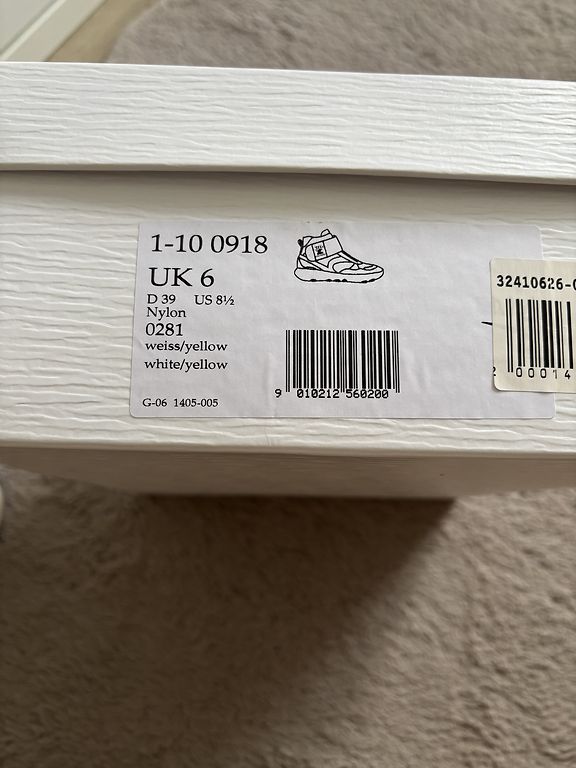 1-10 0918
UK 6
D 39 US 8½
Nylon
0281
weiss/yellow
white/yellow
G-06 1405-005
9 010212 560200
32410626-0
00014